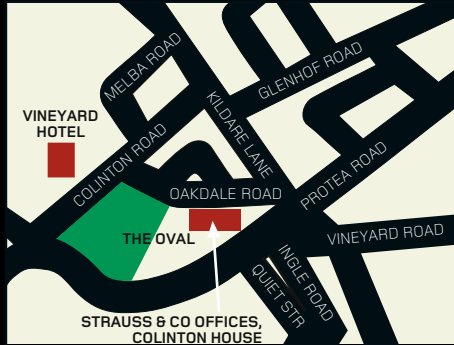 MELBA ROAD
GLENHOF ROAD
KILDARE LANE
VINEYARD
HOTEL
COLINTON ROAD
PROTEA ROAD
OAKDALE ROAD
THE OVAL
VINEYARD ROAD
INGLE ROAD
QUIET STR
STRAUSS & CO OFFICES,
COLINTON HOUSE